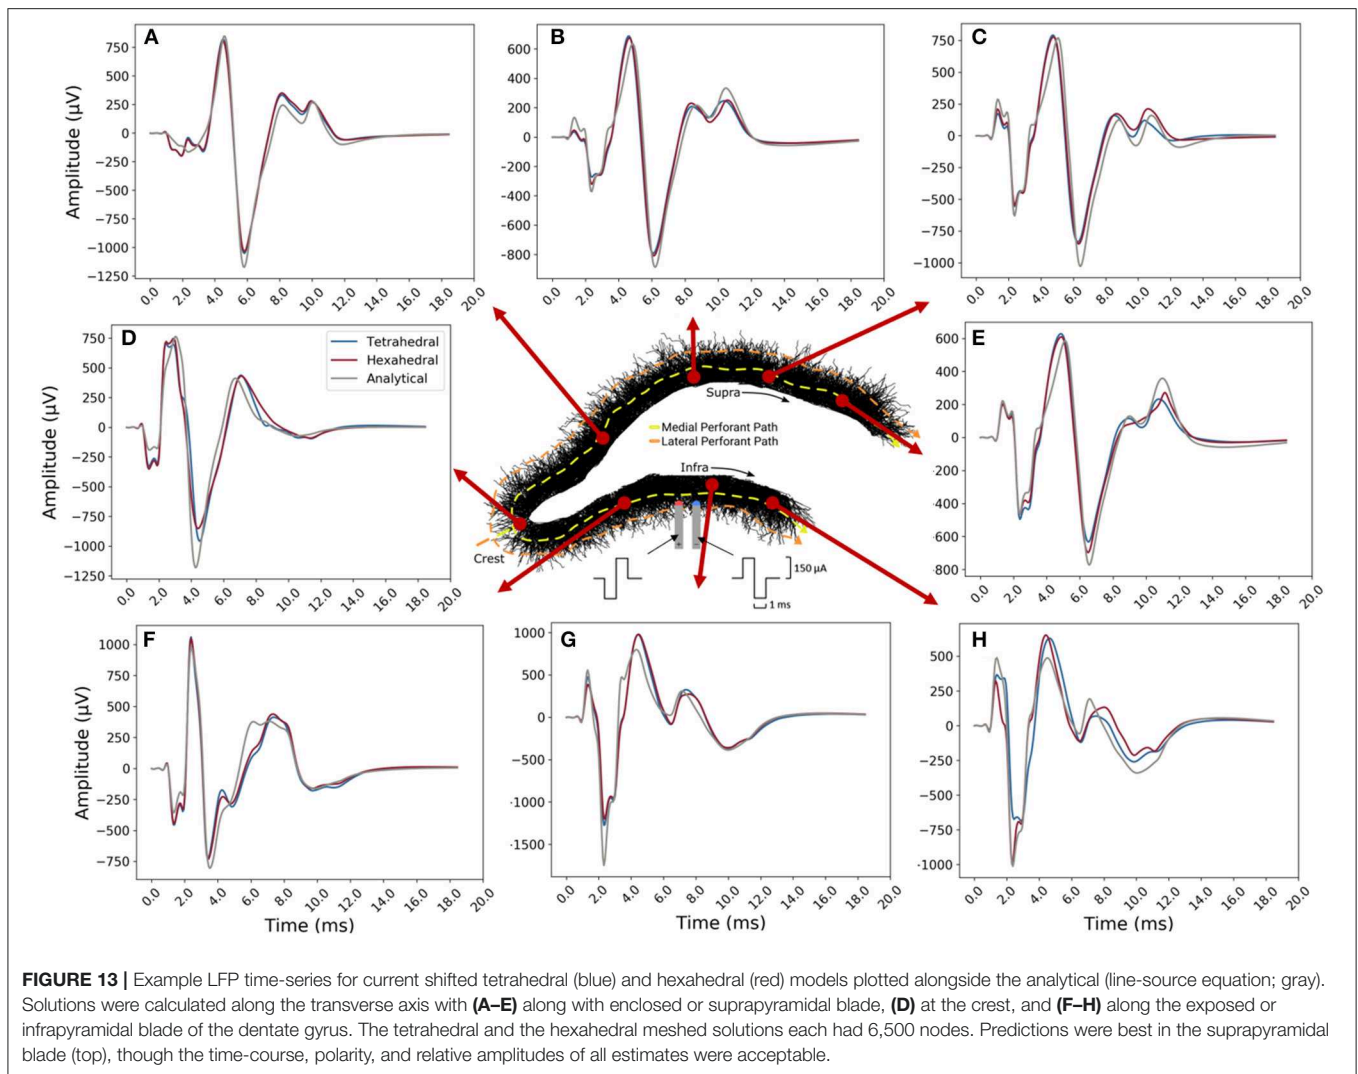 A
B
C
Amplitude (µV)
750
500
250
0
−250
−500
−750
−1000
−1250
0.0 2.0 4.0 6.0 8.0 10.0 12.0 14.0 16.0 18.0 20.0
600
400
200
0
−200
−400
−600
−800
0.0 2.0 4.0 6.0 8.0 10.0 12.0 14.0 16.0 18.0 20.0
750
500
250
0
−250
−500
−750
−1000
0.0 2.0 4.0 6.0 8.0 10.0 12.0 14.0 16.0 18.0 20.0
D
Tetrahedral
Hexahedral
Analytical
Amplitude (µV)
750
500
250
0
−250
−500
−750
−1000
−1250
0.0 2.0 4.0 6.0 8.0 10.0 12.0 14.0 16.0 18.0 20.0
Supra
Medial Perforant Path
Lateral Perforant Path
Infra
Crest
+
−
150 µA
1 ms
E
600
400
200
0
-200
-400
-600
-800
0.0 2.0 4.0 6.0 8.0 10.0 12.0 14.0 16.0 18.0 20.0
F
Amplitude (µV)
1000
750
500
250
0
−250
−500
−750
0.0 2.0 4.0 6.0 8.0 10.0 12.0 14.0 16.0 18.0 20.0
Time (ms)
G
1000
500
0
-500
-1000
-1500
0.0 2.0 4.0 6.0 8.0 10.0 12.0 14.0 16.0 18.0 20.0
Time (ms)
H
500
250
0
−250
−500
−750
-1000
0.0 2.0 4.0 6.0 8.0 10.0 12.0 14.0 16.0 18.0 20.0
Time (ms)
FIGURE 13 | Example LFP time-series for current shifted tetrahedral (blue) and hexahedral (red) models plotted alongside the analytical (line-source equation; gray).
Solutions were calculated along the transverse axis with (A–E) along with enclosed or suprapyramidal blade, (D) at the crest, and (F–H) along the exposed or
infrapyramidal blade of the dentate gyrus. The tetrahedral and the hexahedral meshed solutions each had 6,500 nodes. Predictions were best in the suprapyramidal
blade (top), though the time-course, polarity, and relative amplitudes of all estimates were acceptable.